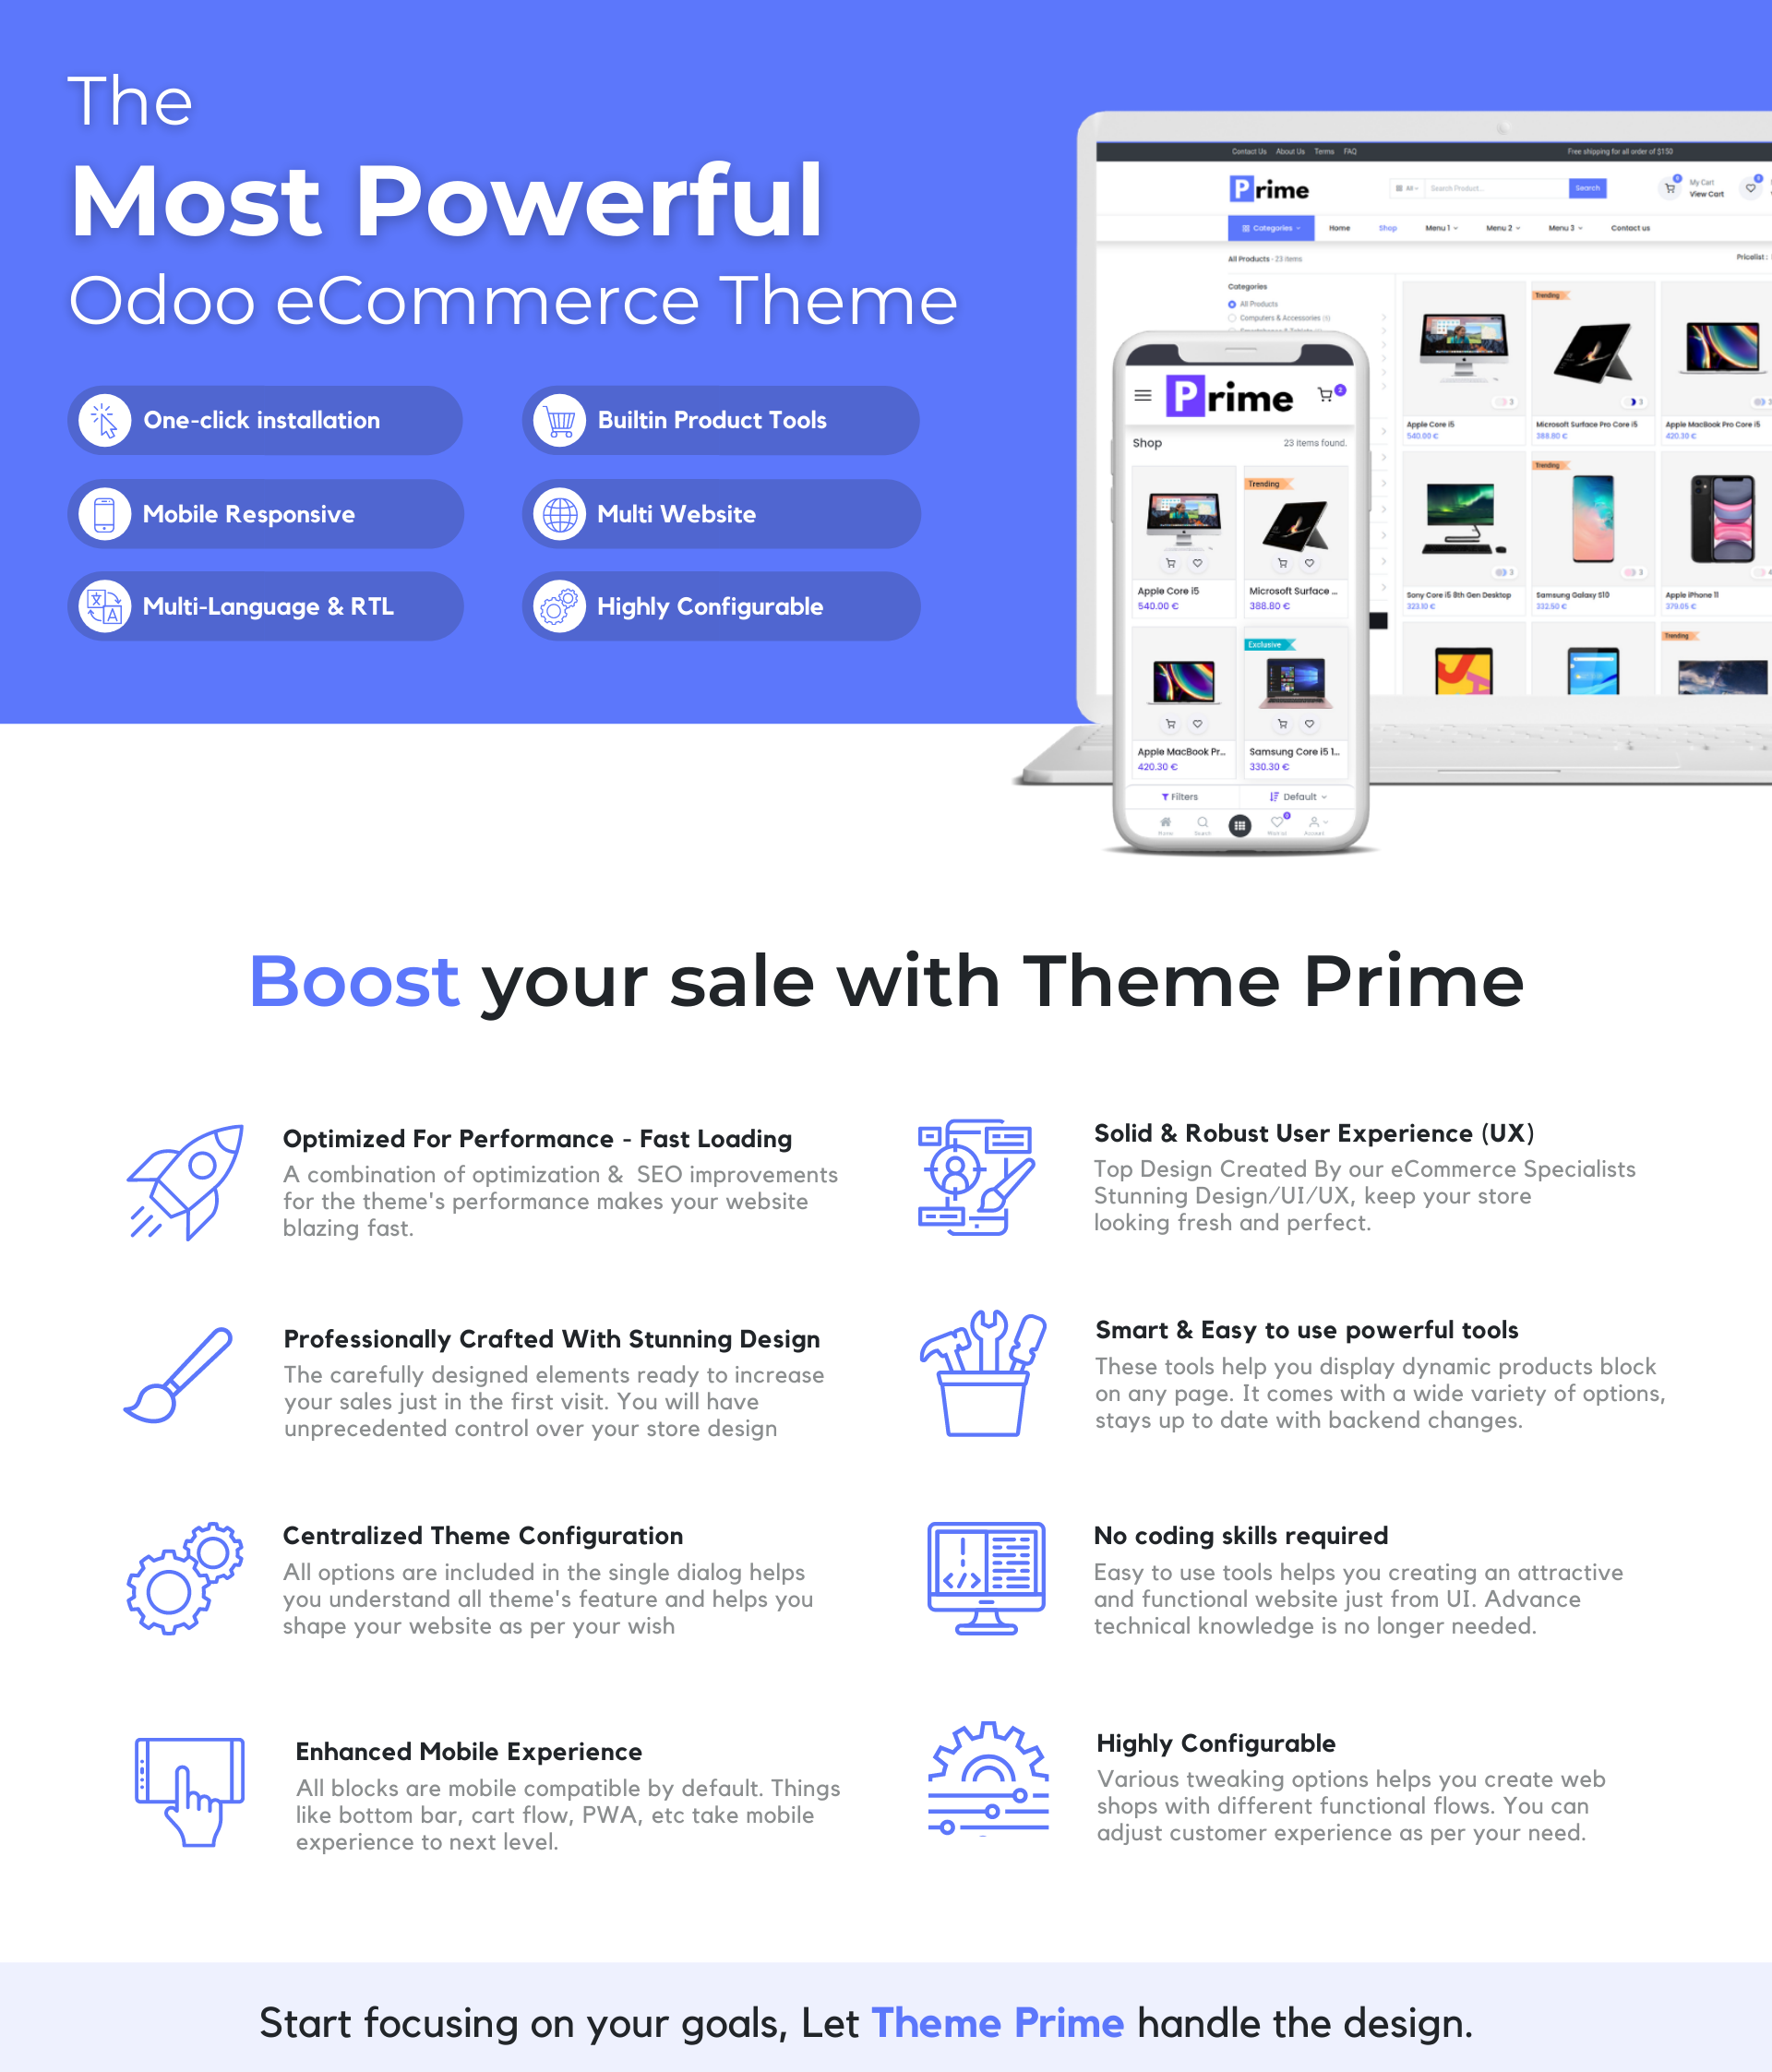 The
Most Powerful
Odoo eCommerce Theme
One-click installation
Builtin Product Tools
Mobile Responsive
Multi Website
Multi-Language & RTL
Highly Configurable
Contact Us About Us Terms FAQ
Free shipping for all order of $150
Prime
All
Search Product...
Search
My Cart
View Cart
Categories
Home
Shop
Menu 1
Menu 2
Menu 3
Contact us
All Products - 23 items
Pricelist :
Categories
All Products
Computers & Accessories
Trending
Apple Core i5
540.00 €
Microsoft Surface Pro Core i5
388.80 €
Apple MacBook Pro Core i5
420.30 €
Trending
Sony Core i5 8th Gen Desktop
323.10 €
Samsung Galaxy S10
332.50 €
Apple iPhone 11
379.05 €
Trending
Prime
2
Shop
23 items found.
Trending
Apple Core i5
540.00 €
Microsoft Surface ...
388.80 €
Exclusive
Apple MacBook Pr...
420.30 €
Samsung Core i5 1...
330.30 €
Filters
Default
Home
Search
Account
Boost your sale with Theme Prime
Optimized For Performance - Fast Loading
A combination of optimization & SEO improvements
for the theme's performance makes your website
blazing fast.
Solid & Robust User Experience (UX)
Top Design Created By our eCommerce Specialists
Stunning Design/UI/UX, keep your store
looking fresh and perfect.
Professionally Crafted With Stunning Design
The carefully designed elements ready to increase
your sales just in the first visit. You will have
unprecedented control over your store design
Smart & Easy to use powerful tools
These tools help you display dynamic products block
on any page. It comes with a wide variety of options,
stays up to date with backend changes.
Centralized Theme Configuration
All options are included in the single dialog helps
you understand all theme's feature and helps you
shape your website as per your wish
No coding skills required
Easy to use tools helps you creating an attractive
and functional website just from UI. Advance
technical knowledge is no longer needed.
Enhanced Mobile Experience
All blocks are mobile compatible by default. Things
like bottom bar, cart flow, PWA, etc take mobile
experience to next level.
Highly Configurable
Various tweaking options helps you create web
shops with different functional flows. You can
adjust customer experience as per your need.
Start focusing on your goals, Let Theme Prime handle the design.